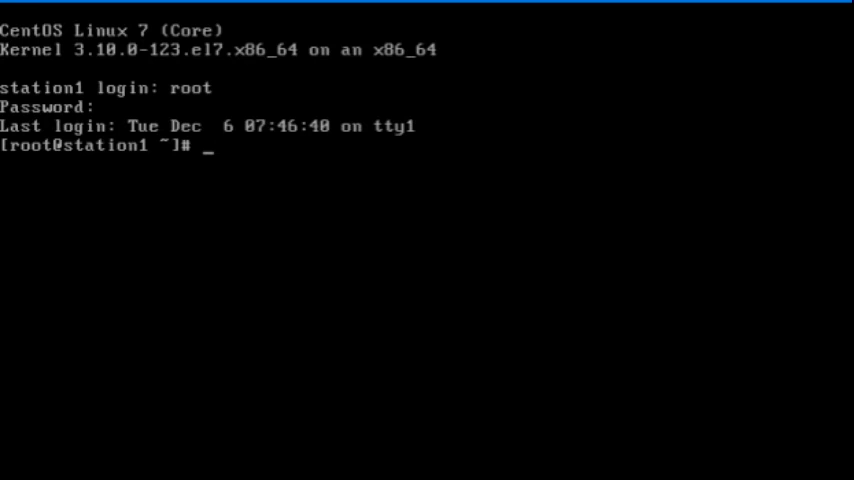 CentOS Linux 7 (Core)
Kernel 3.10.0-123.el7.x86_64 on an x86_64
station1 login: root
Password:
Last login: Tue Dec  6 07:46:40 on tty1
[root@station1 ~]# _